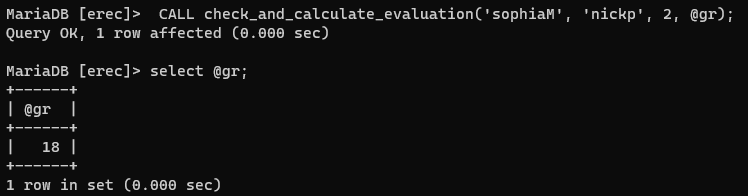 MariaDB [erec]>  CALL check_and_calculate_evaluation('sophiaM', 'nickp', 2, @gr);
Query OK, 1 row affected (0.000 sec)

MariaDB [erec]> select @gr;
+------+
| @gr  |
+------+
|   18 |
+------+
1 row in set (0.000 sec)